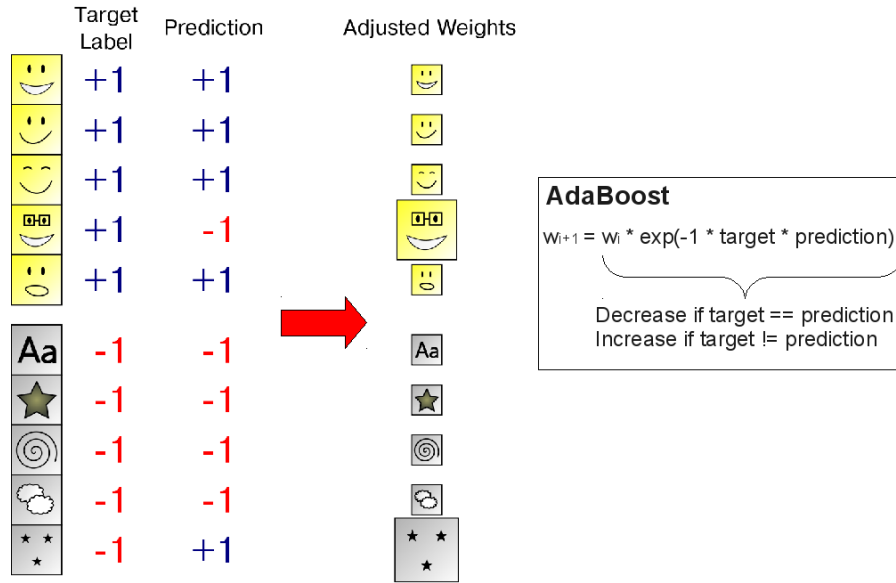 Target Label Prediction Adjusted Weights
+1 +1
+1 +1
+1 +1
+1 -1
+1 +1
Aa -1 -1 Aa
-1 -1
-1 -1
-1 -1
-1 +1
AdaBoost
wi+1 = wi * exp(-1 * target * prediction)
Decrease if target == prediction
Increase if target != prediction